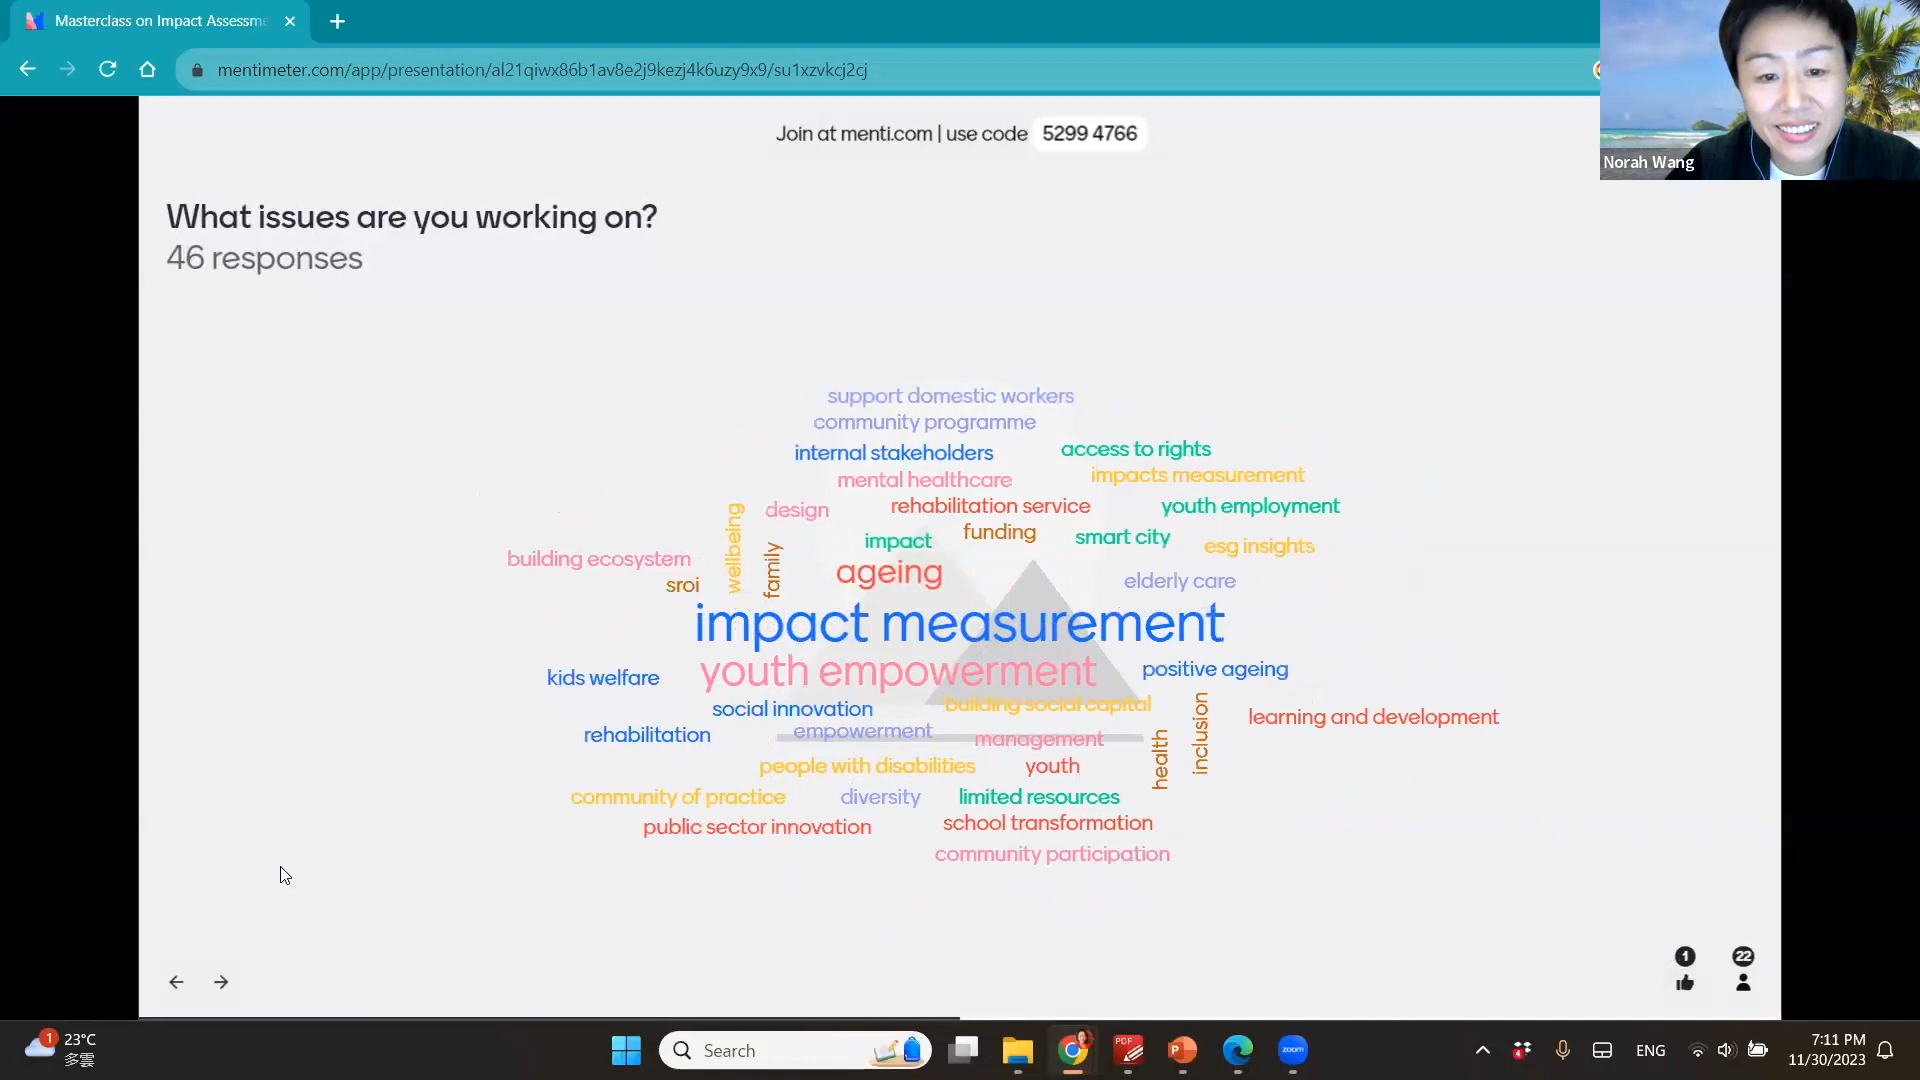 Masterclass on Impact Assessme
mentimeter.com/app/presentation/al21qiwx86b1av8e2j9kezj4k6uzy9x9/su1xzvkcj2cj
Norah Wang
Join at menti.com | use code 5299 4766
What issues are you working on?
46 responses
support domestic workers
community programme
internal stakeholders
access to rights
mental healthcare
impacts measurement
wellbeing
design
rehabilitation service
youth employment
funding
impact
smart city
family
esg insights
building ecosystem
sroi
ageing
elderly care
impact measurement
kids welfare
youth empowerment
positive ageing
building social capital
social innovation
inclusion
learning and development
rehabilitation
empowerment
management
health
people with disabilities
youth
community of practice
diversity
limited resources
public sector innovation
school transformation
community participation
1
22
1
23°C
多雲
Search
PDF
P
zoom
4
ENG
7:11 PM
11/30/2023